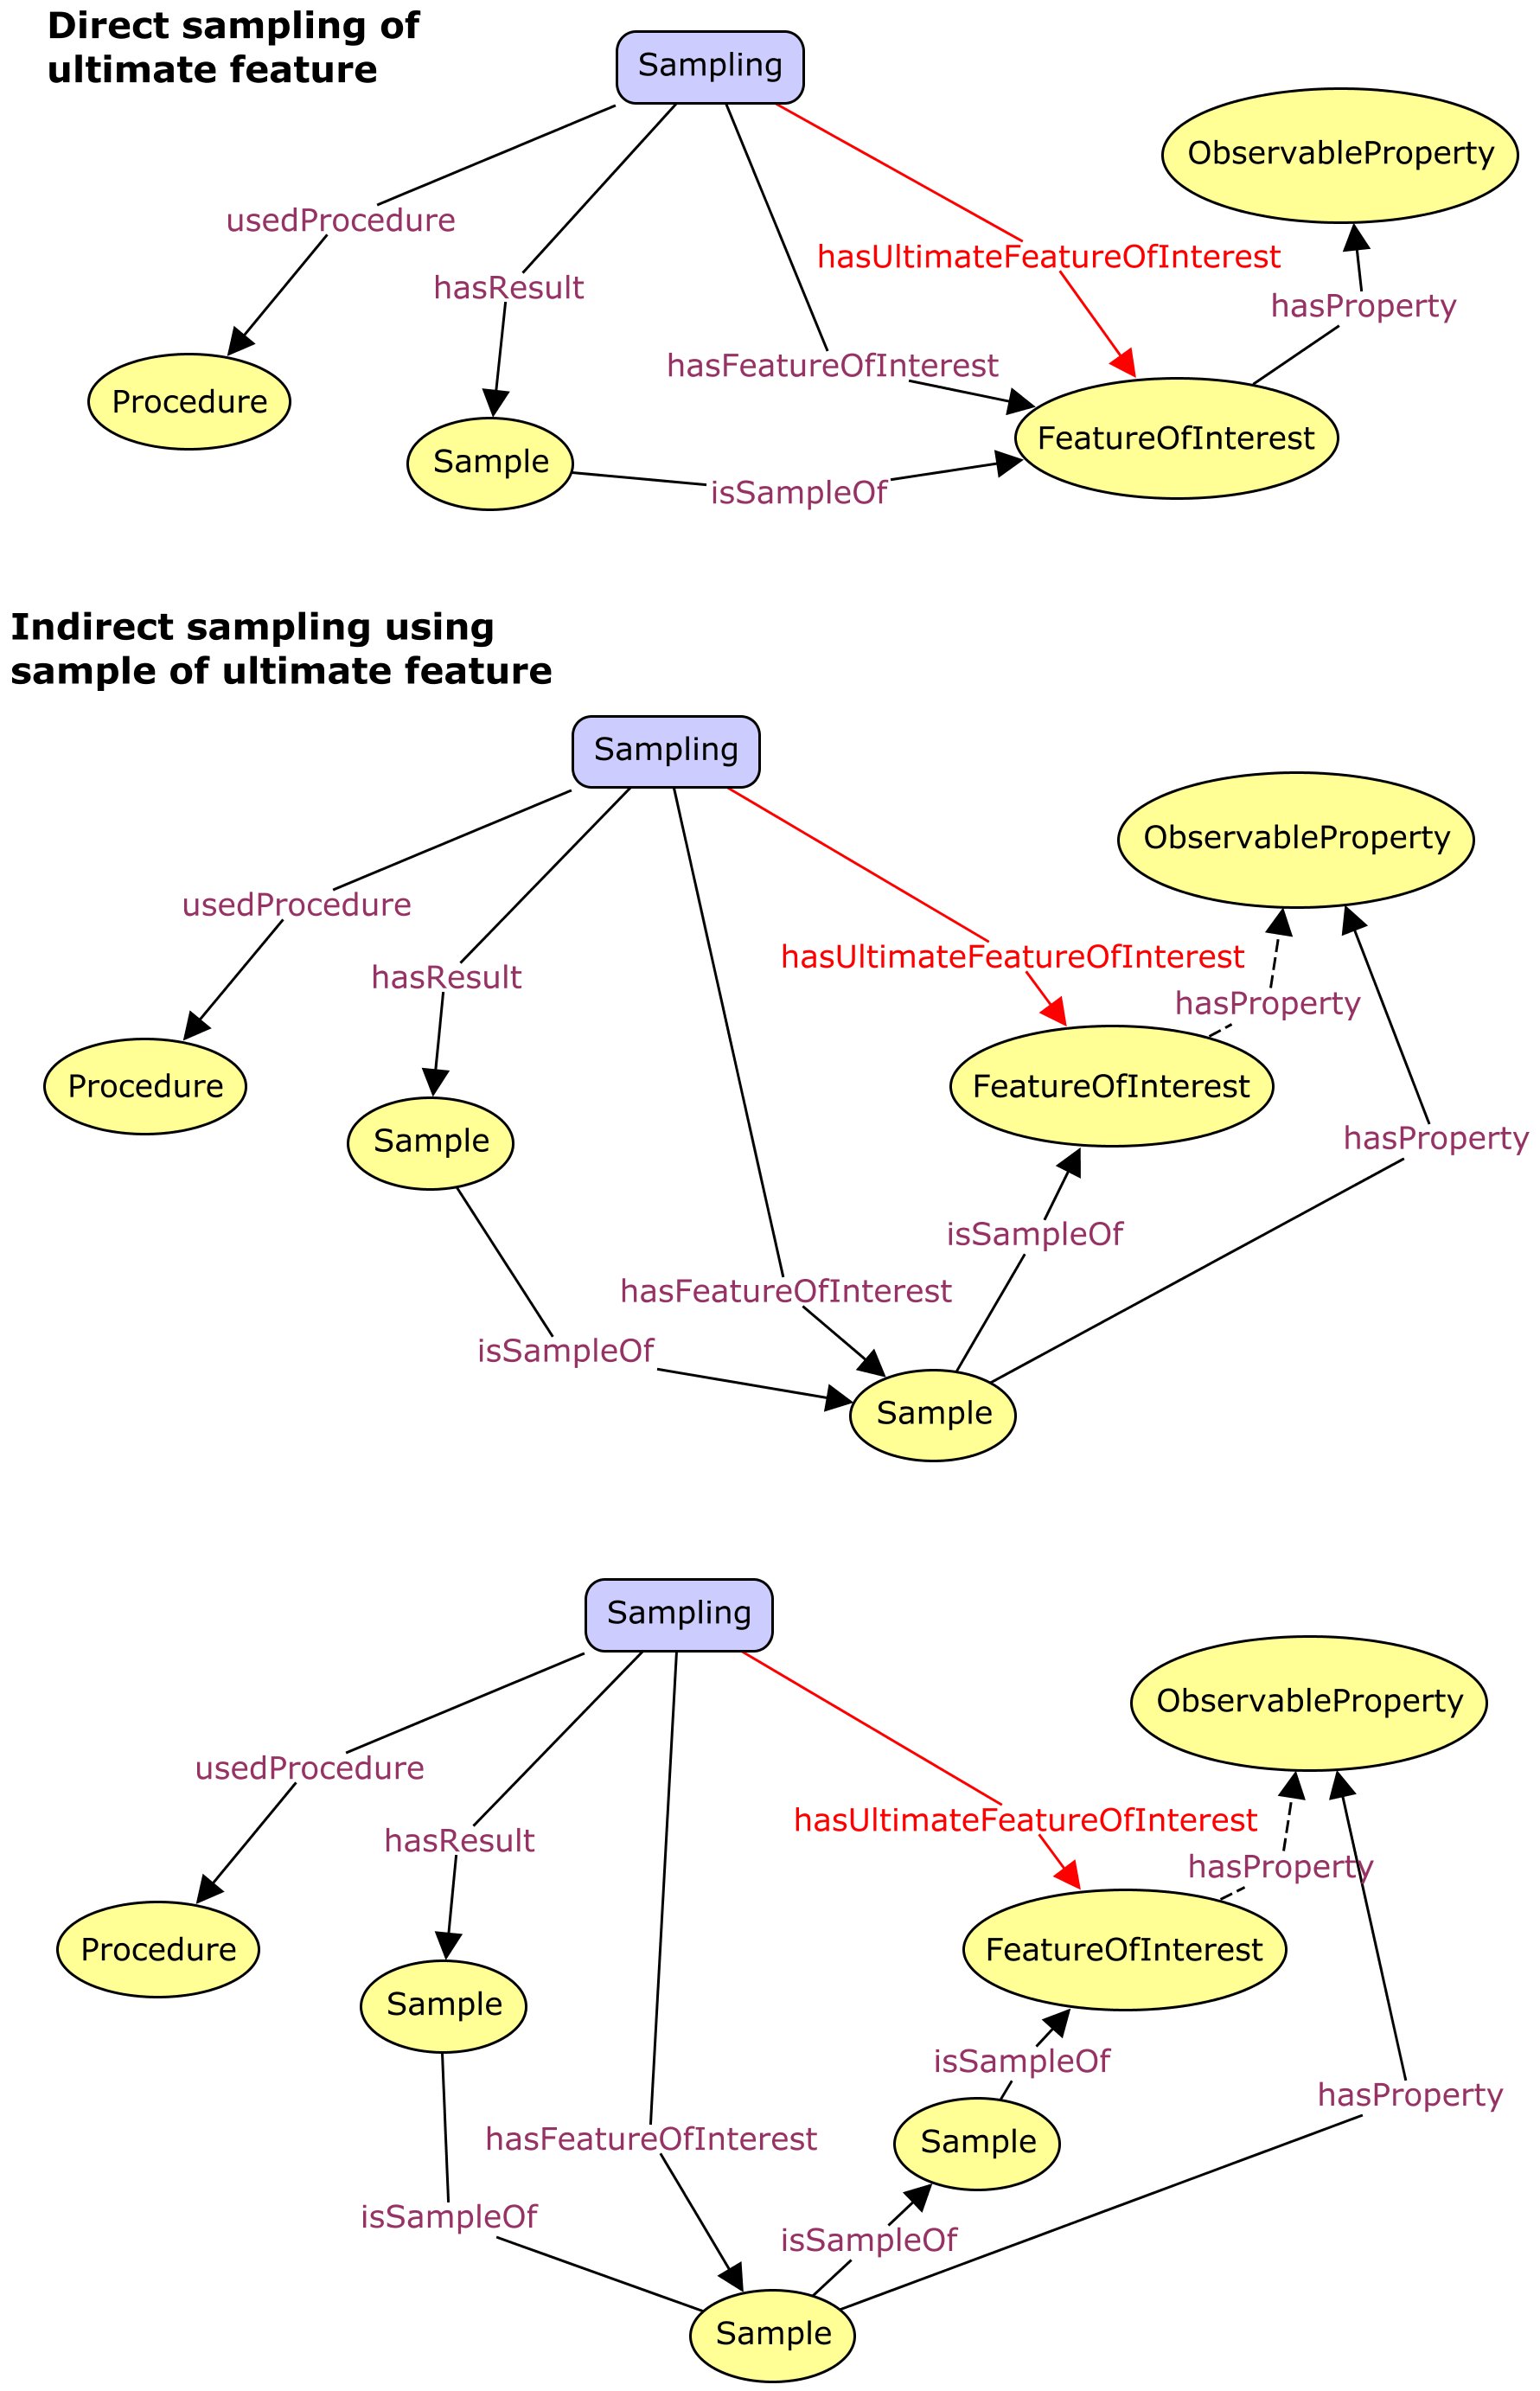 Direct sampling of
ultimate feature
Sampling
ObservableProperty
usedProcedure
hasUltimateFeatureOfInterest
hasResult
hasProperty
hasFeatureOfInterest
Procedure
FeatureOfInterest
Sample
isSampleOf
Indirect sampling using
sample of ultimate feature
Sampling
ObservableProperty
usedProcedure
hasUltimateFeatureOfInterest
hasResult
hasProperty
Procedure
FeatureOfInterest
Sample
hasProperty
isSampleOf
hasFeatureOfInterest
isSampleOf
Sample
Sampling
ObservableProperty
usedProcedure
hasUltimateFeatureOfInterest
hasResult
hasProperty
Procedure
FeatureOfInterest
Sample
isSampleOf
hasProperty
hasFeatureOfInterest
Sample
isSampleOf
isSampleOf
Sample